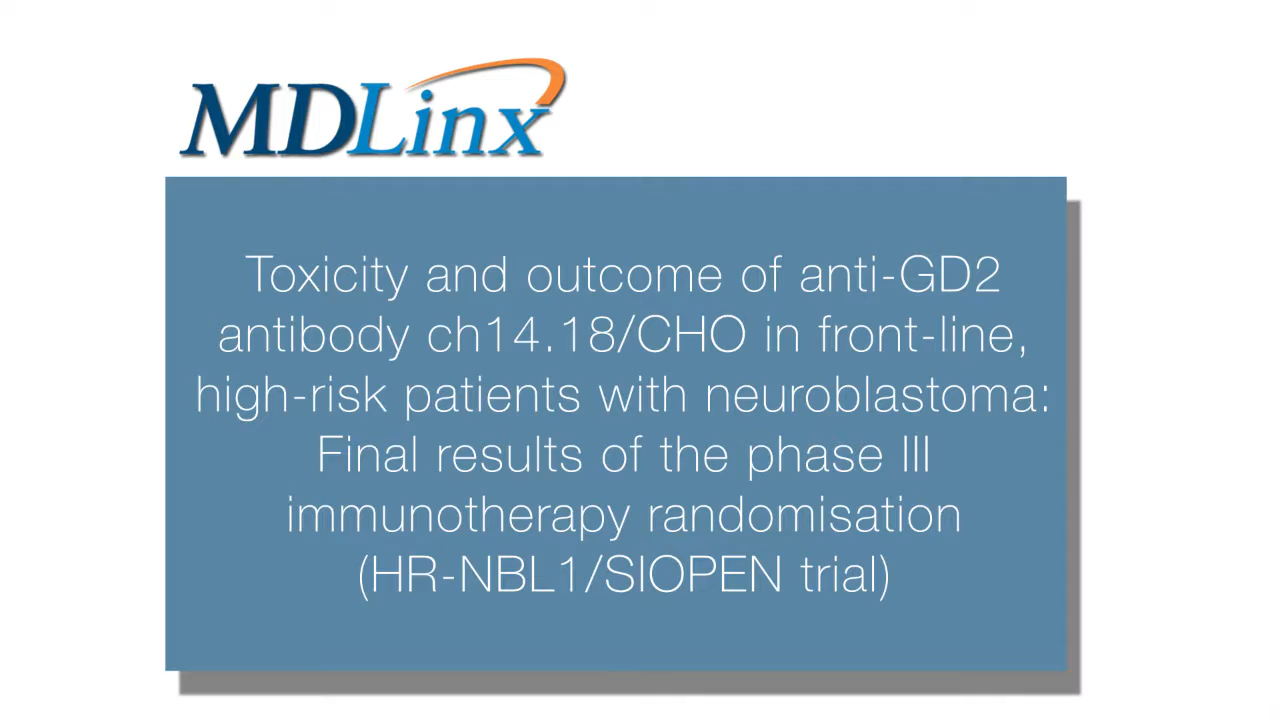 MDLinx
Toxicity and outcome of anti-GD2
antibody ch14.18/CHO in front-line,
high-risk patients with neuroblastoma:
Final results of the phase III
immunotherapy randomisation
(HR-NBL1/SIOPEN trial)